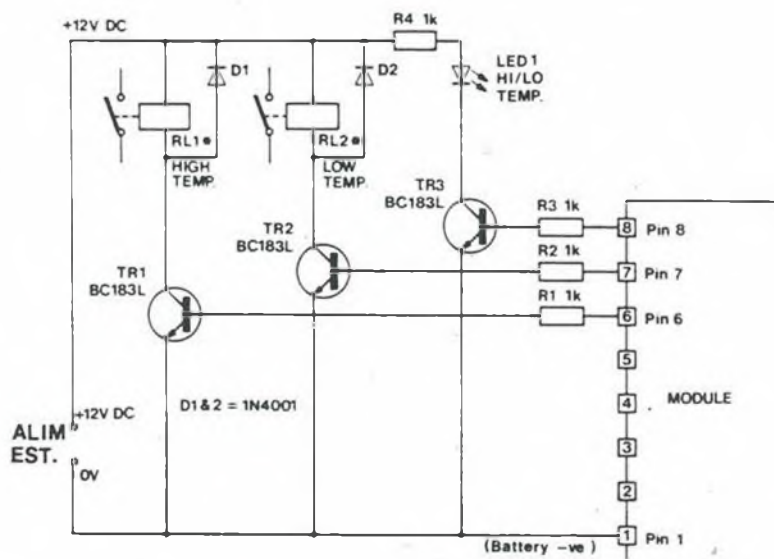 +12V DC
R4 1k
D1
D2
LED 1
HI/LO
TEMP.
RL1
RL2
HIGH
TEMP.
LOW
TEMP.
TR3
BC183L
R3 1k
8 Pin 8
TR2
BC183L
R2 1k
7 Pin 7
TR1
BC183L
R1 1k
6 Pin 6
5
D1&2 = 1N4001
4
MODULE
+12V DC
ALIM
EST.
3
0V
2
(Battery -ve)
1 Pin 1